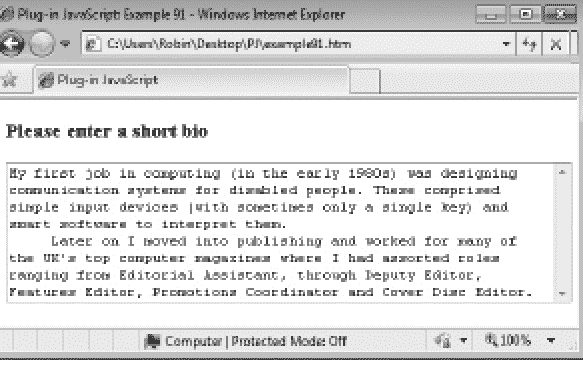 Plug-in JavaScript: Example 91 - Windows Internet Explorer
C:\Users\Robin\Desktop\PJ\example91.htm
Plug-in JavaScript
Please enter a short bio
My first job in computing (in the early 1980s) was designing
communication systems for disabled people. These comprised
simple input devices (with sometimes only a single key) and
smart software to interpret them.
Later on I moved into publishing and worked for many of
the UK's top computer magazines where I had assorted roles
ranging from Editorial Assistant, through Deputy Editor,
Features Editor, Promotions Coordinator and Cover Disc Editor.
Computer | Protected Mode: Off
100%